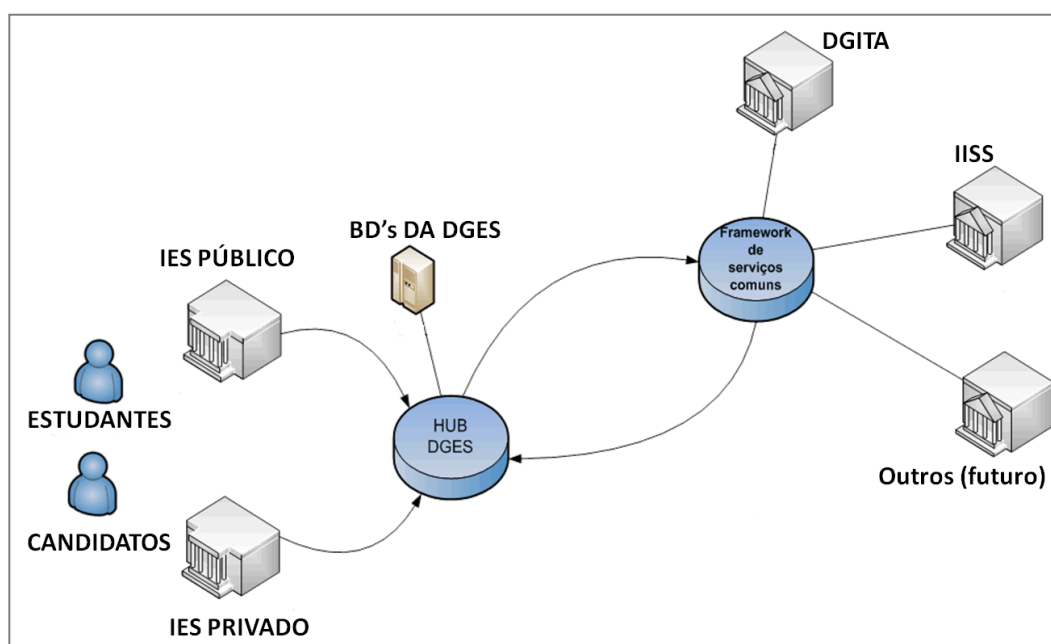 DGITA
IISS
Framework
de
serviços
comuns
BD's DA DGES
IES PÚBLICO
ESTUDANTES
HUB
DGES
Outros (futuro)
CANDIDATOS
IES PRIVADO